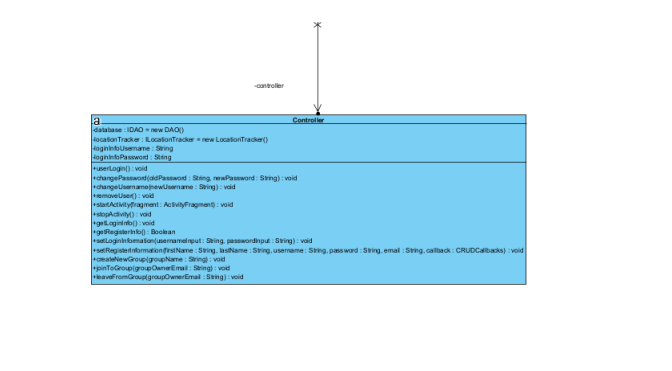 -controller
a
Controller
-database : IDAO = new DAO()
-locationTracker : ILocationTracker = new LocationTracker()
-loginInfoUsername : String
-loginInfoPassword : String
+userLogin() : void
+changePassword(oldPassword : String, newPassword : String) : void
+changeUsername(newUsername : String) : void
+removeUser() : void
+startActivity(fragment : ActivityFragment) : void
+stopActivity() : void
+getLoginInfo() : void
+getRegisterInfo() : Boolean
+setLoginInformation(usernameInput : String, passwordInput : String) : void
+setRegisterInformation(firstName : String, lastName : String, username : String, password : String, email : String, callback : CRUDCallbacks) : void
+createNewGroup(groupName : String) : void
+joinToGroup(groupOwnerEmail : String) : void
+leaveFromGroup(groupOwnerEmail : String) : void